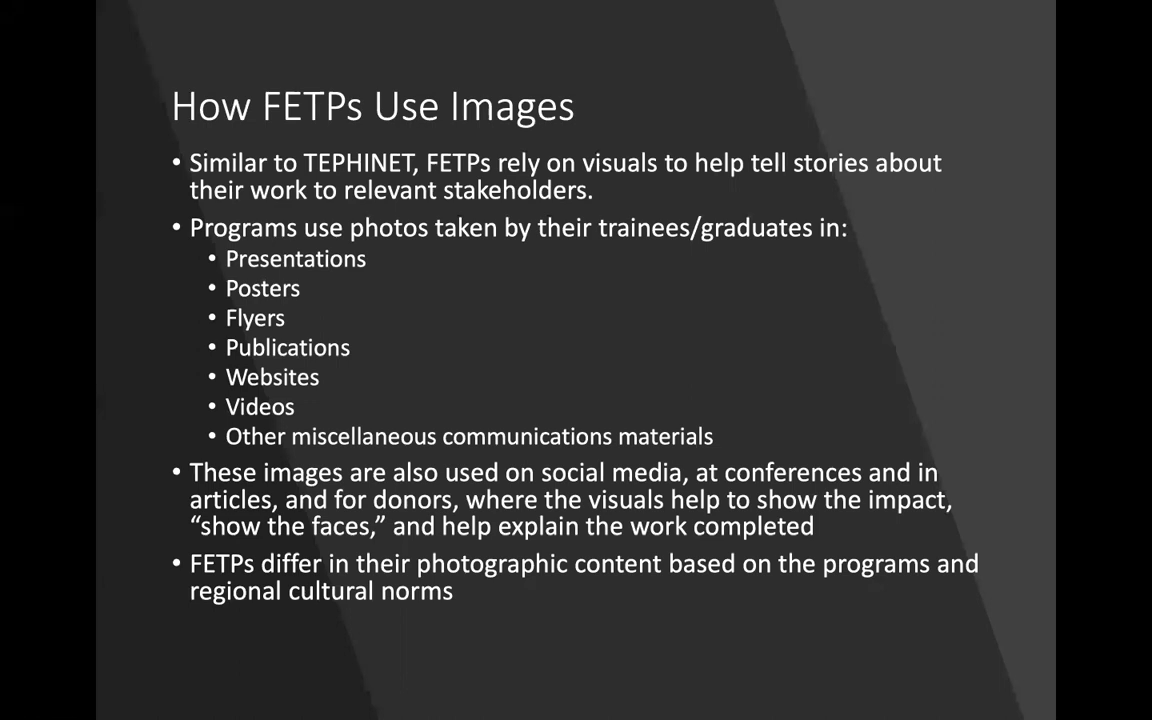 How FETPs Use Images
• Similar to TEPHINET, FETPs rely on visuals to help tell stories about
their work to relevant stakeholders.
• Programs use photos taken by their trainees/graduates in:
• Presentations
• Posters
• Flyers
• Publications
• Websites
• Videos
• Other miscellaneous communications materials
• These images are also used on social media, at conferences and in
articles, and for donors, where the visuals help to show the impact,
“show the faces,” and help explain the work completed
• FETPs differ in their photographic content based on the programs and
regional cultural norms